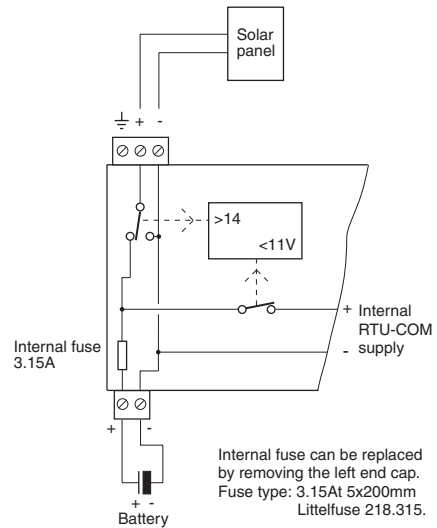 Solar
panel
+ -
>14
<11V
+ Internal
RTU-COM
- supply
Internal fuse
3.15A
+ -
+ -
Battery
Internal fuse can be replaced
by removing the left end cap.
Fuse type: 3.15At 5x200mm
Littelfuse 218.315.